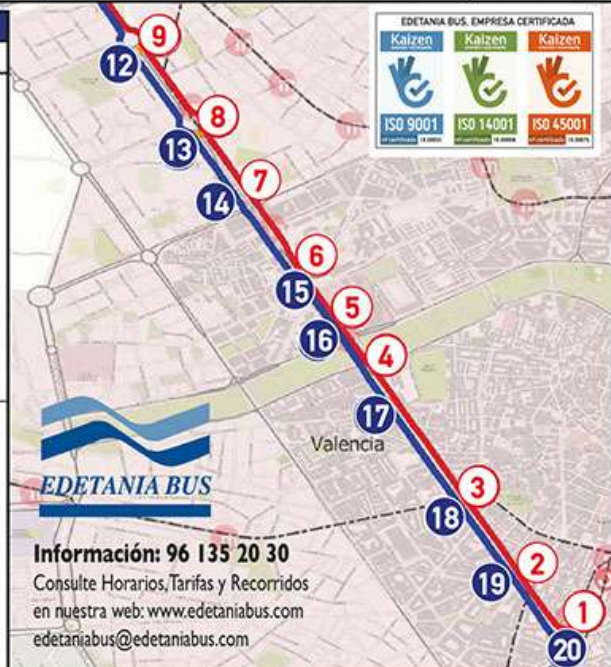 EDETANIA BUS. EMPRESA CERTIFICADA
Kaizen Kaizen Kaizen
ISO 9001 ISO 14001 ISO 45001
9
12
8
13
7
14
6
15
5
16
4
17
Valencia
3
18
2
19
1
20
EDETANIA BUS
Información: 96 135 20 30
Consulte Horarios,Tarifas y Recorridos
en nuestra web: www.edetaniabus.com
edetaniabus@edetaniabus.com